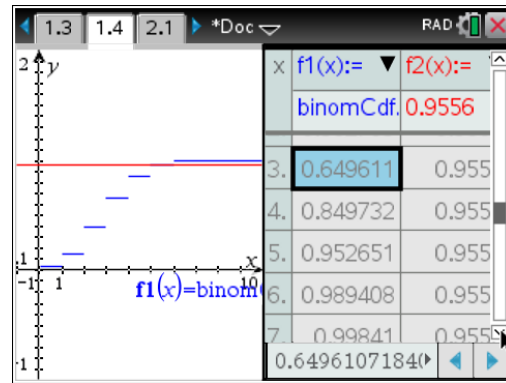 1.3 1.4 2.1 *Doc RAD
2 y
x f1(x):= ▼ f2(x):=
binomCdf. 0.9556
3. 0.649611 0.955
4. 0.849732 0.955
5. 0.952651 0.955
6. 0.989408 0.955
7. 0.99841 0.955
.1 x
-1 1 10
f1(x)=binom
-1
0.6496107184(